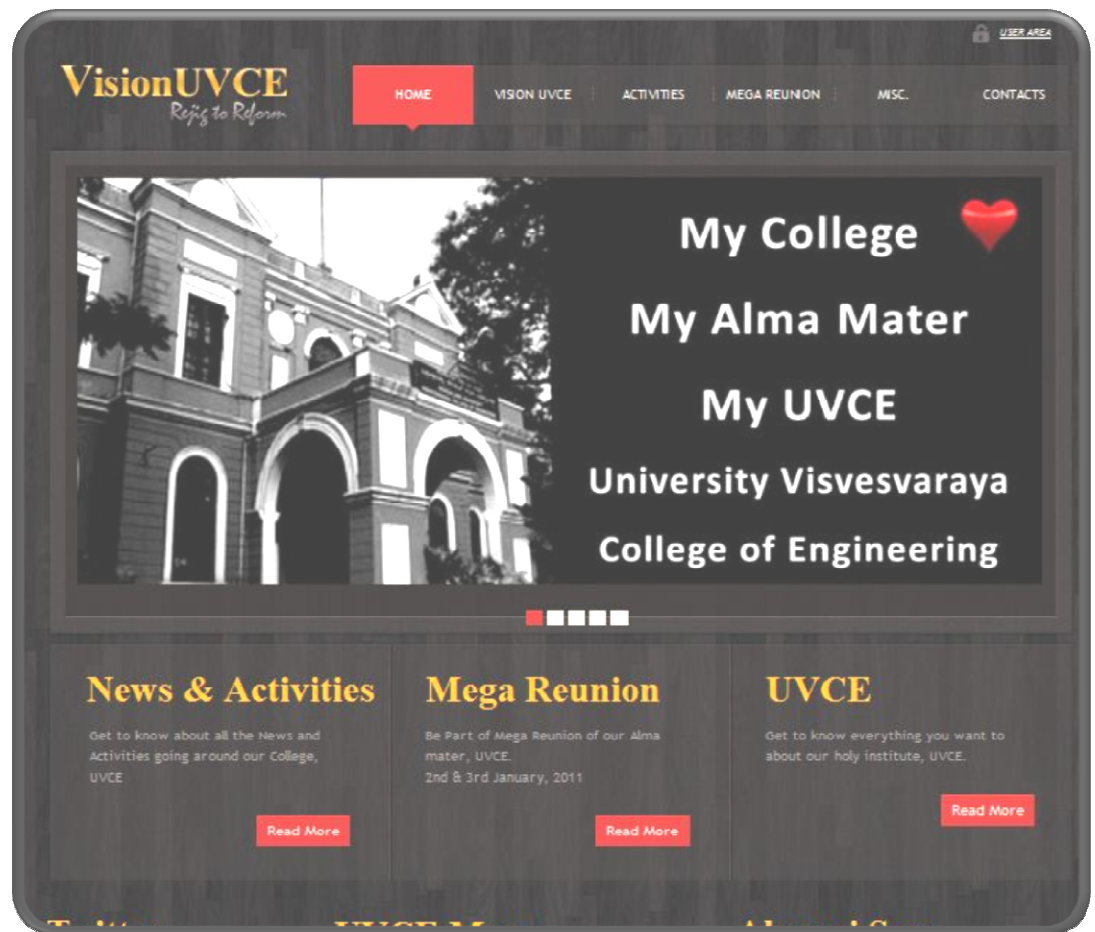 USER AREA
VisionUVCE
Rejig to Reform
HOME VISION UVCE ACTIVITIES MEGA REUNION MISC. CONTACTS
My College
My Alma Mater
My UVCE
University Visvesvaraya
College of Engineering
News & Activities
Get to know about all the News and
Activities going around our College,
UVCE
Read More
Mega Reunion
Be Part of Mega Reunion of our Alma
mater, UVCE.
2nd & 3rd January, 2011
Read More
UVCE
Get to know everything you want to
about our holy institute, UVCE.
Read More